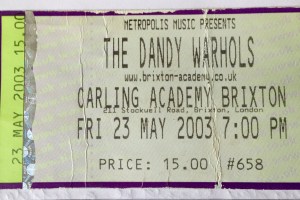 METROPOLIS MUSIC PRESENTS
THE DANDY WARHOLS
www.brixton-academy.co.uk
CARLING ACADEMY BRIXTON
211 Stockwell Road, Brixton, London
FRI 23 MAY 2003 7:00 PM
PRICE: 15.00 #658
23 MAY 2003 15.00